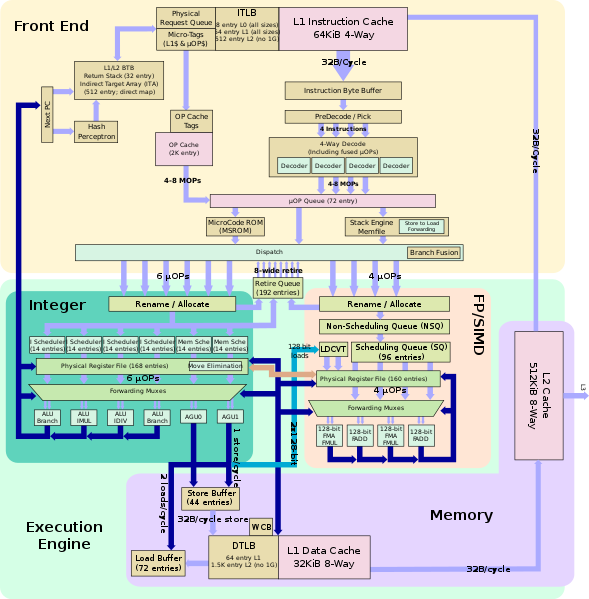 Front End
Physical
Request Queue
Micro-Tags
(L1$ & μOP$)
ITLB
8 entry L0 (all sizes)
64 entry L1 (all sizes)
512 entry L2 (no 1G)
L1 Instruction Cache
64KiB 4-Way
32B/Cycle
L1/L2 BTB
Return Stack (32 entry)
Indirect Target Array (ITA)
(512 entry; direct map)
Next PC
Hash
Perceptron
Instruction Byte Buffer
PreDecode / Pick
4 Instructions
OP Cache
Tags
OP Cache
(2K entry)
4-Way Decode
(Including fused μOPs)
Decoder
Decoder
Decoder
Decoder
32B/Cycle
4-8 MOPs
4-8 MOPs
μOP Queue (72 entry)
MicroCode ROM
(MSROM)
Stack Engine
Memfile
Store to Load
Forwarding
Dispatch
Branch Fusion
6 μOPs
8-wide retire
4 μOPs
Retire Queue
(192 entries)
Integer
Rename / Allocate
Rename / Allocate
FP/SIMD
Non-Scheduling Queue (NSQ)
Scheduler
(14 entries)
Scheduler
(14 entries)
Scheduler
(14 entries)
Scheduler
(14 entries)
Mem Sche
(14 entries)
Mem Sche
(14 entries)
128 bit
loads
LDCVT
Scheduling Queue (SQ)
(96 entries)
Physical Register File (168 entries)
Move Elimination
6 μOPs
Physical Register File (160 entries)
4 μOPs
Forwarding Muxes
Forwarding Muxes
ALU
Branch
ALU
IMUL
ALU
IDIV
ALU
Branch
AGU0
AGU1
128-bit
FMA
FMUL
128-bit
FADD
128-bit
FMA
FMUL
128-bit
FADD
L2 Cache
512KiB 8-Way
L3
1 store/cycle
2x128-bit
2 loads/cycle
Store Buffer
(44 entries)
32B/cycle store
WCB
Memory
Execution
Engine
DTLB
64 entry L1
1.5K entry L2 (no 1G)
L1 Data Cache
32KiB 8-Way
Load Buffer
(72 entries)
32B/cycle